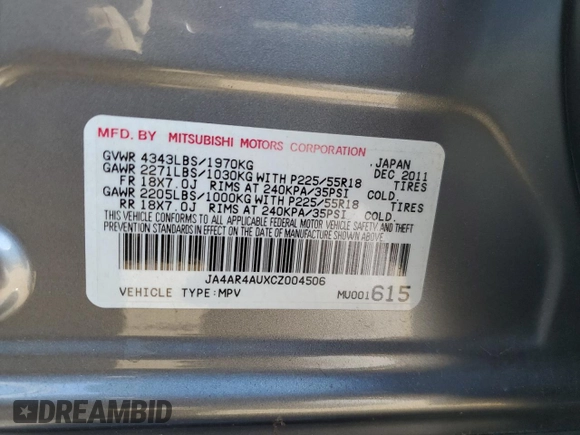 MFD. BY MITSUBISHI MOTORS CORPORATION
GVWR 4343LBS/1970KG JAPAN DEC 2011
GAWR 2271LBS/1030KG WITH P225/55R18 TIRES
FR 18X7.0J RIMS AT 240KPA/35PSI COLD.
GAWR 2205LBS/1000KG WITH P225/55R18 TIRES
RR 18X7.0J RIMS AT 240KPA/35PSI COLD.
THIS VEHICLE CONFORMS TO ALL APPLICABLE FEDERAL MOTOR VEHICLE SAFETY AND THEFT
PREVENTION STANDARDS IN EFFECT ON THE DATE OF MANUFACTURE SHOWN ABOVE.
JA4AR4AUXCZ004506
VEHICLE TYPE:MPV MU001615
DREAMBID